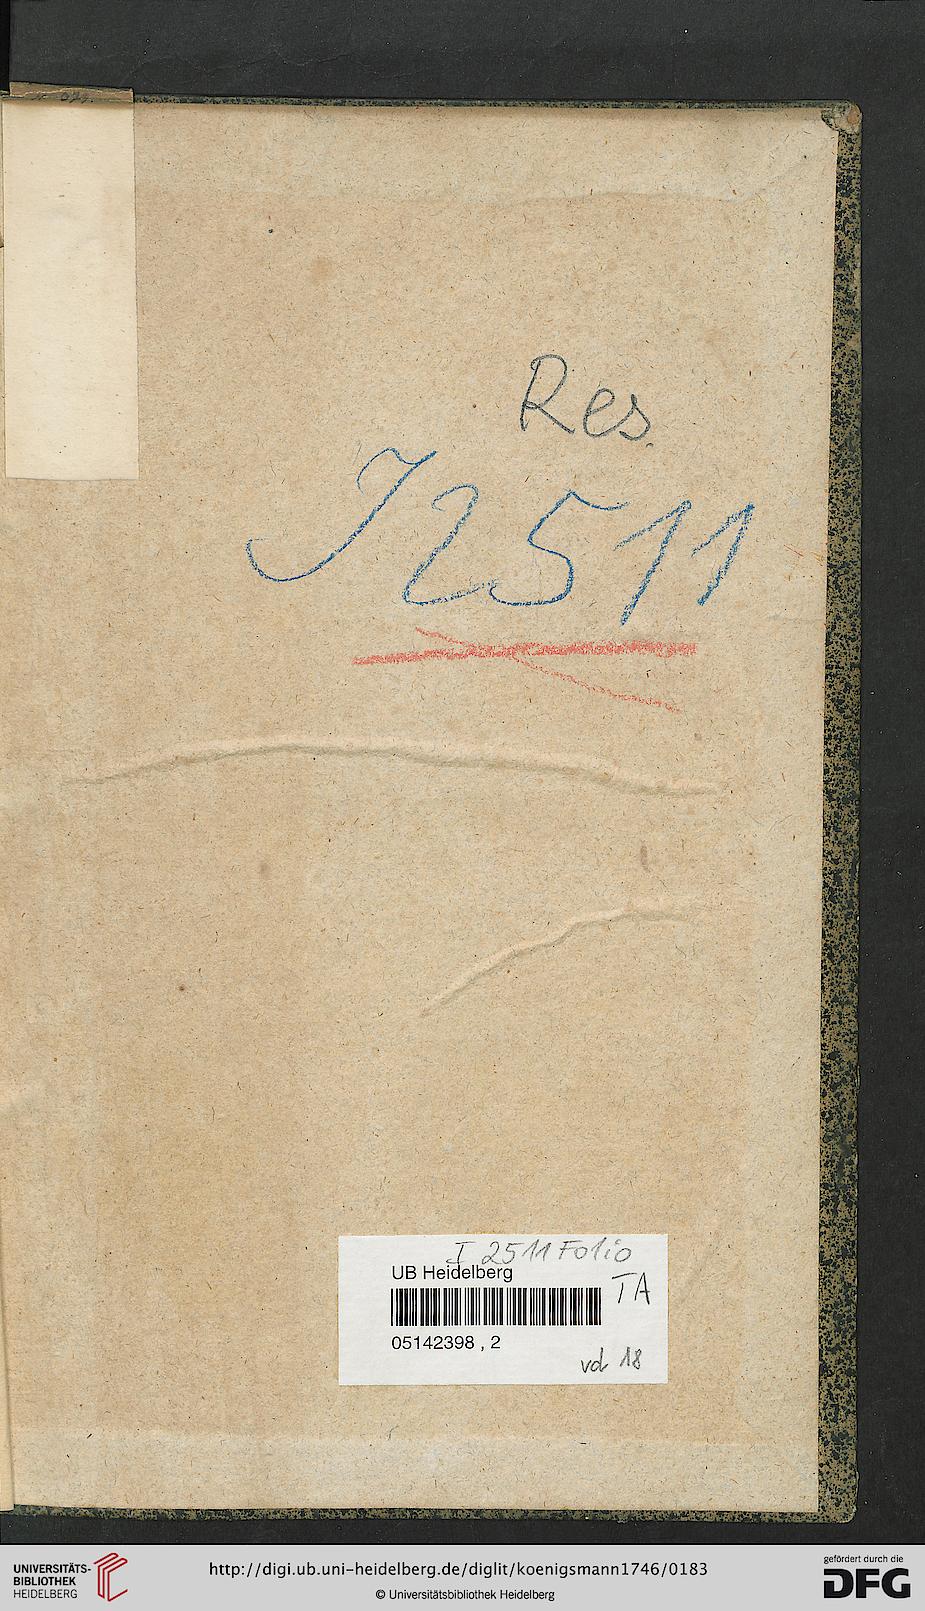 Res.
I 2511
I 2511 Folio
UB Heidelberg
TA
05142398 , 2
vd 18
UNIVERSITÄTS-
BIBLIOTHEK
HEIDELBERG
http://digi.ub.uni-heidelberg.de/diglit/koenigsmann1746/0183
© Universitätsbibliothek Heidelberg
gefördert durch die
DFG